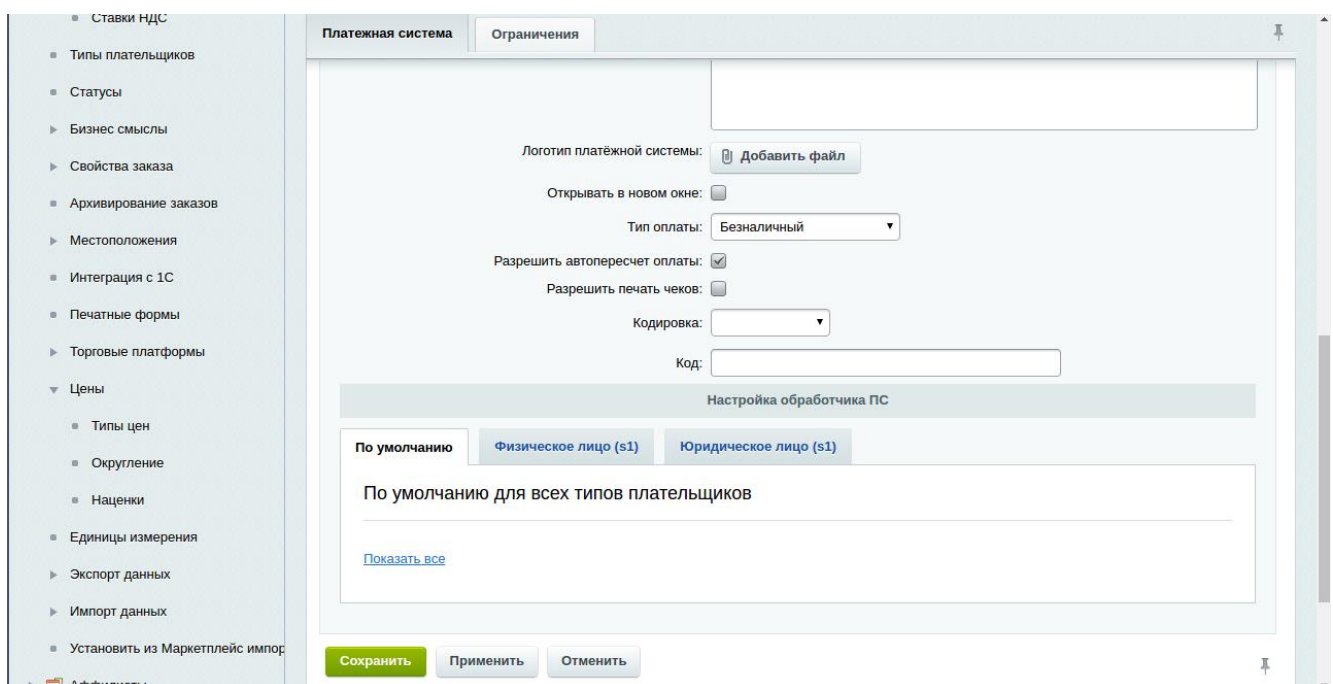 Ставки НДС
Типы плательщиков
Статусы
Бизнес смыслы
Свойства заказа
Архивирование заказов
Местоположения
Интеграция с 1С
Печатные формы
Торговые платформы
Цены
Типы цен
Округление
Наценки
Единицы измерения
Экспорт данных
Импорт данных
Установить из Маркетплейс импор
Платежная система
Ограничения
Логотип платёжной системы: Добавить файл
Открывать в новом окне:
Тип оплаты: Безналичный
Разрешить автопересчет оплаты:
Разрешить печать чеков:
Кодировка:
Код:
Настройка обработчика ПС
По умолчанию Физическое лицо (s1) Юридическое лицо (s1)
По умолчанию для всех типов плательщиков
Показать все
Сохранить Применить Отменить